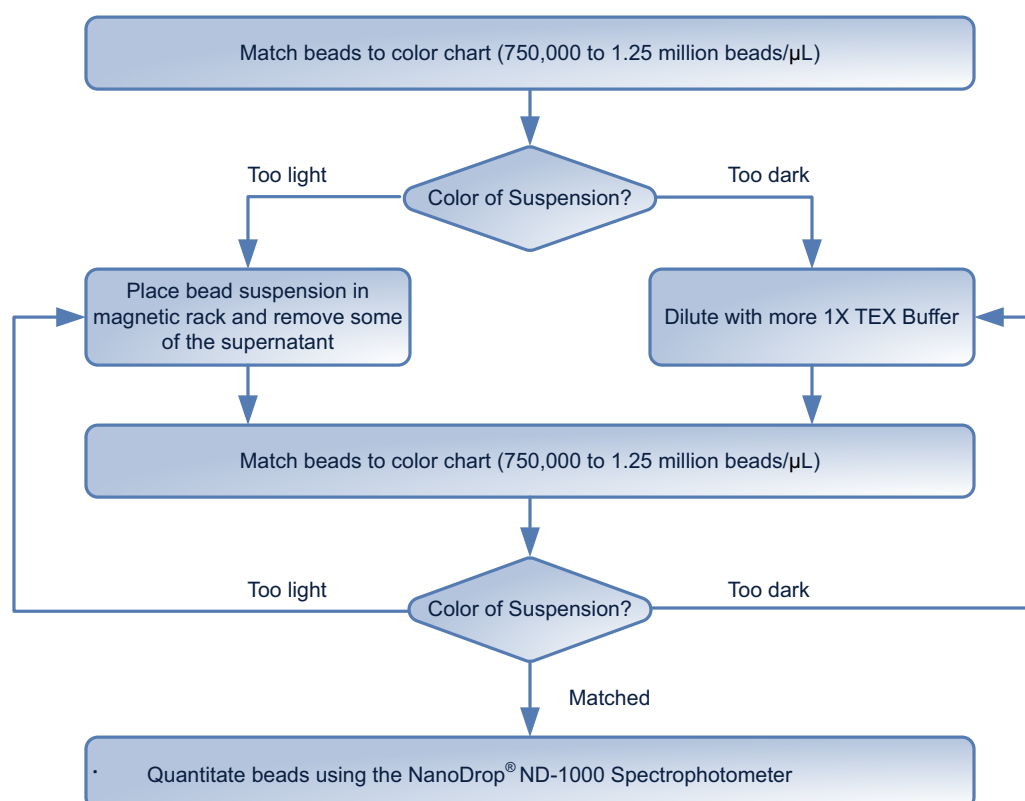 Match beads to color chart (750,000 to 1.25 million beads/µL)
Too light
Too dark
Color of Suspension?
Place bead suspension in
magnetic rack and remove some
of the supernatant
Dilute with more 1X TEX Buffer
Match beads to color chart (750,000 to 1.25 million beads/µL)
Too light
Too dark
Color of Suspension?
Matched
Quantitate beads using the NanoDrop® ND-1000 Spectrophotometer